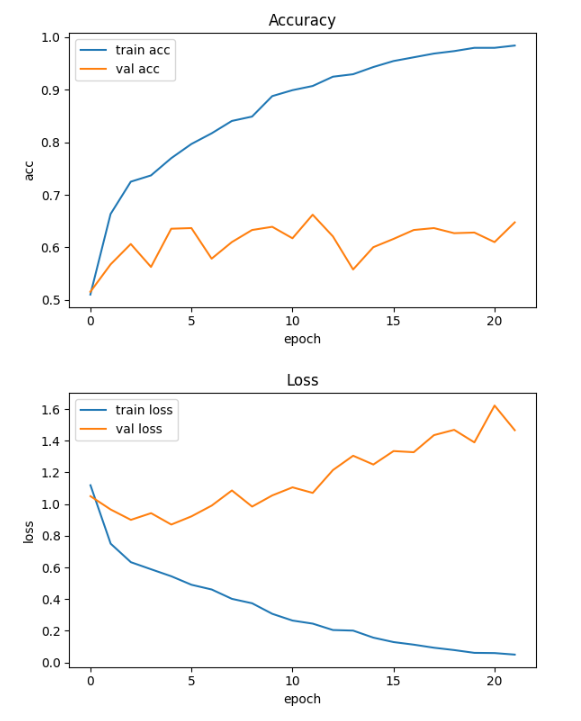 Accuracy
1.0
0.9
0.8
0.7
0.6
0.5
acc
train acc
val acc
0 5 10 15 20
epoch
Loss
1.6
1.4
1.2
1.0
0.8
0.6
0.4
0.2
0.0
loss
train loss
val loss
0 5 10 15 20
epoch